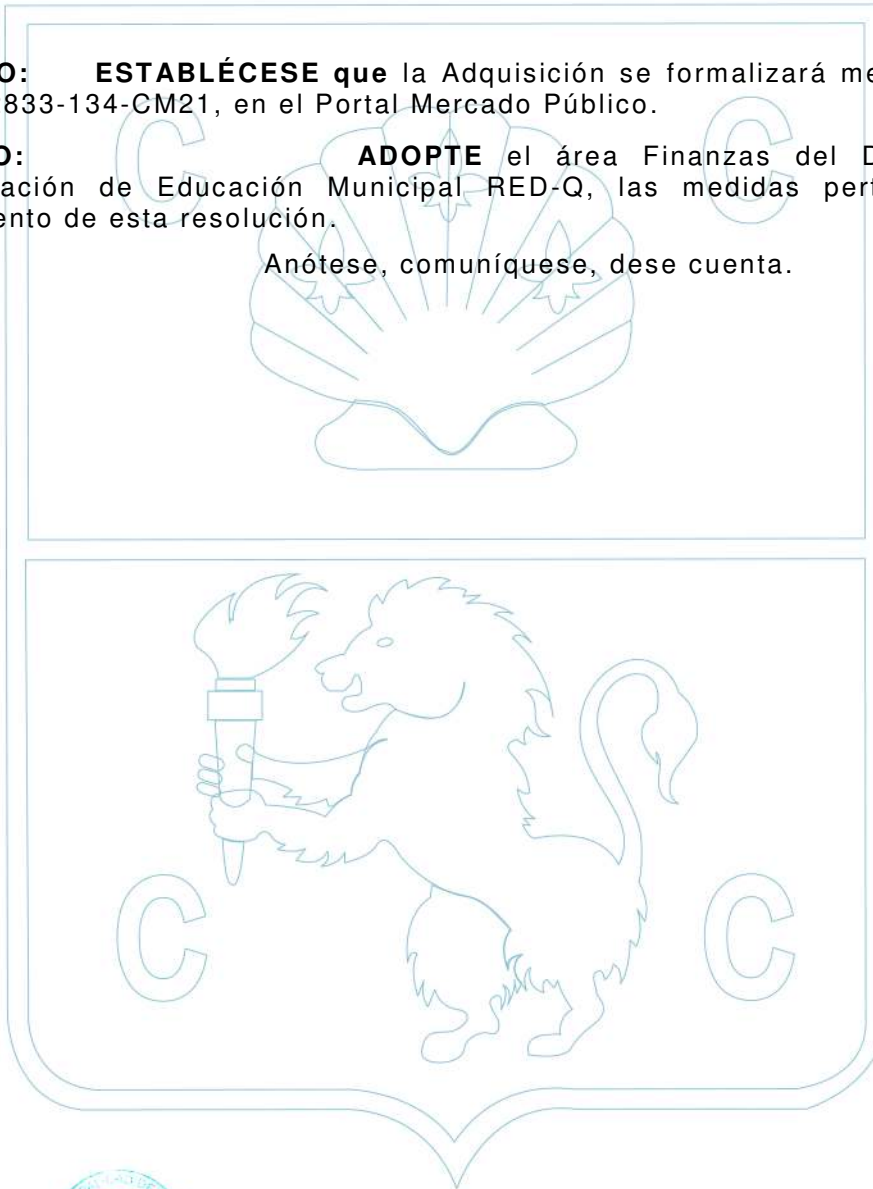 O: ESTABLÉCESE que la Adquisición se formalizará me
833-134-CM21, en el Portal Mercado Público.
O: ADOPTE el área Finanzas del D
ación de Educación Municipal RED-Q, las medidas pert
ento de esta resolución.
Anótese, comuníquese, dese cuenta.
C C
C C